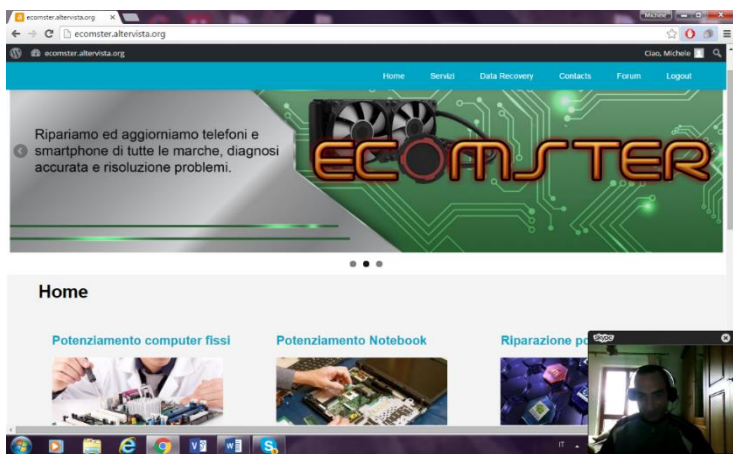 ecomster.altervista.org
Michele
ecomster.altervista.org
ecomster.altervista.org
Ciao, Michele
Home Servizi Data Recovery Contacts Forum Logout
Ripariamo ed aggiorniamo telefoni e
smartphone di tutte le marche, diagnosi
accurata e risoluzione problemi.
ECOMSTER
Home
Potenziamento computer fissi
Potenziamento Notebook
Riparazione po
skype
IT